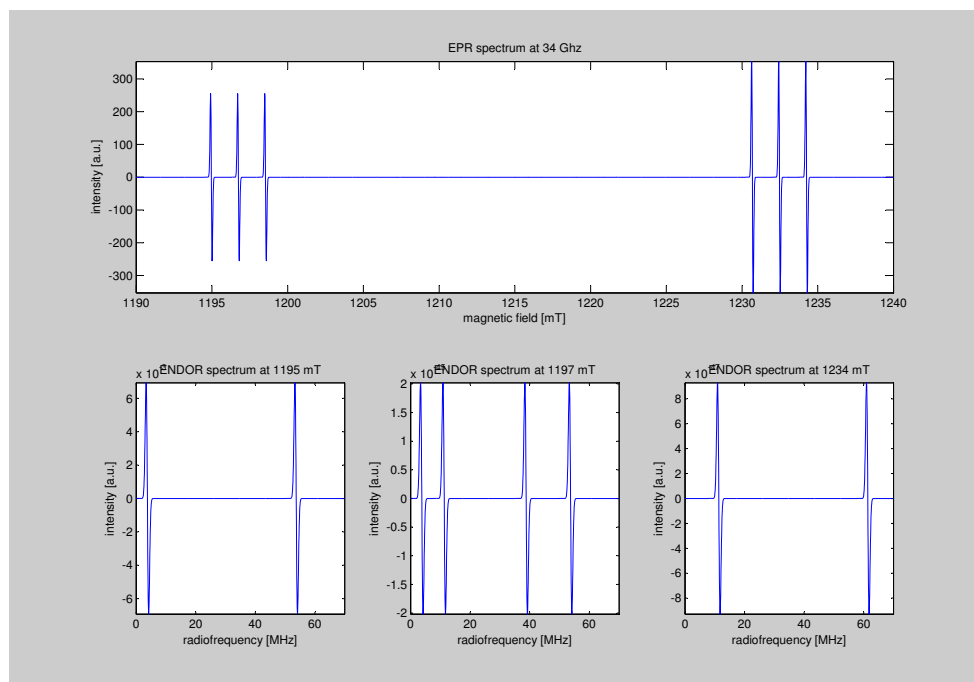 EPR spectrum at 34 Ghz
300
200
100
0
-100
-200
-300
intensity [a.u.]
1190 1195 1200 1205 1210 1215 1220 1225 1230 1235 1240
magnetic field [mT]
x 10
ENDOR spectrum at 1195 mT
6
4
2
0
-2
-4
-6
intensity [a.u.]
0 20 40 60
radiofrequency [MHz]
x 10
ENDOR spectrum at 1197 mT
2
1.5
1
0.5
0
-0.5
-1
-1.5
-2
intensity [a.u.]
0 20 40 60
radiofrequency [MHz]
x 10
ENDOR spectrum at 1234 mT
8
6
4
2
0
-2
-4
-6
-8
intensity [a.u.]
0 20 40 60
radiofrequency [MHz]